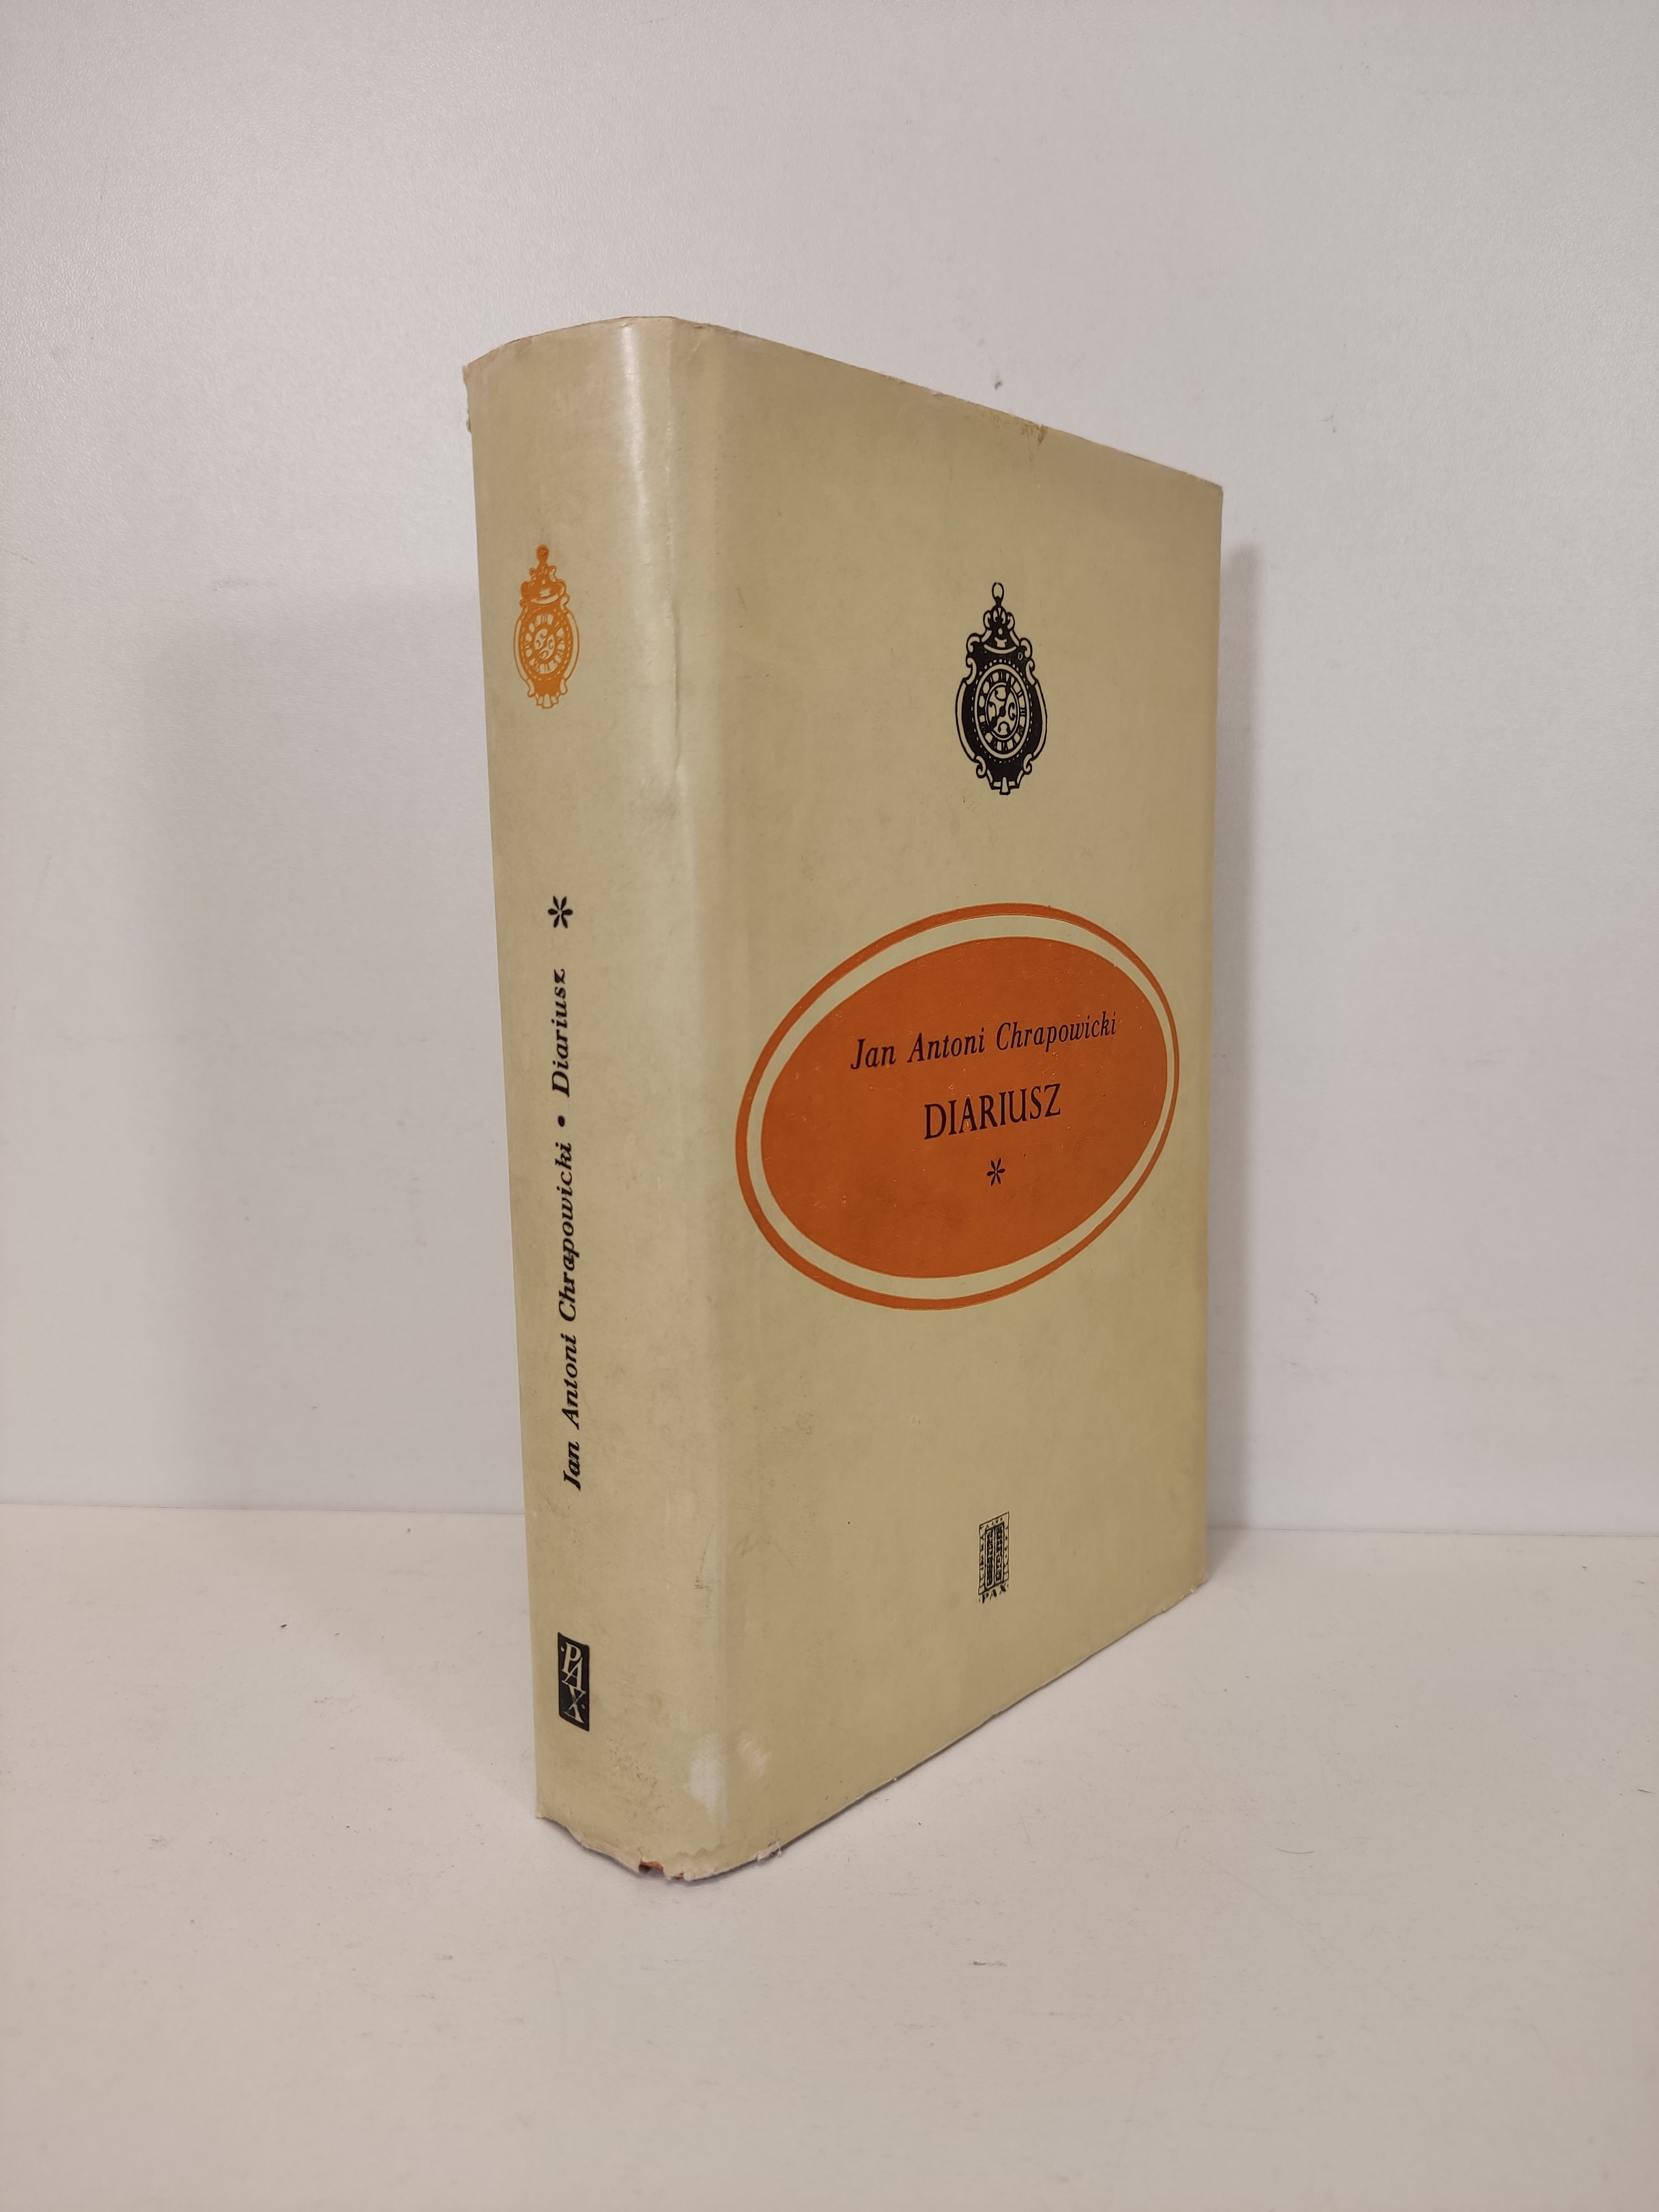 Jan Antoni Chrapowicki • Diariusz *
PAX
Jan Antoni Chrapowicki
DIARIUSZ
*
PAX